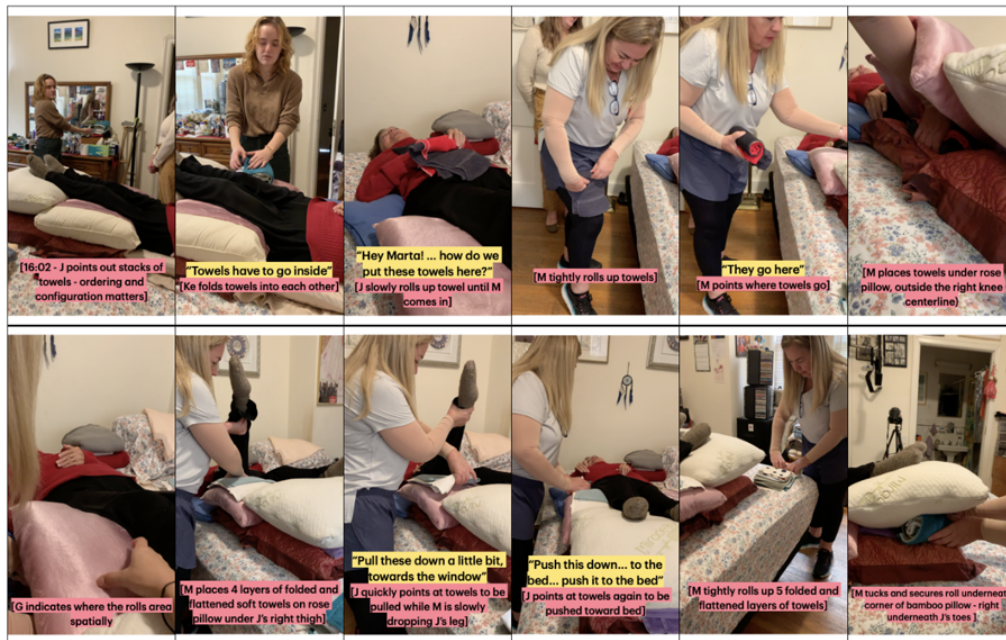 [16:02 - J points out stacks of
towels - ordering and
configuration matters]
“Towels have to go inside”
[Ke folds towels into each other]
“Hey Marta! ... how do we
put these towels here?”
[J slowly rolls up towel until M
comes in]
[M tightly rolls up towels]
“They go here”
[M points where towels go]
[M places towels under rose
pillow, outside the right knee
centerline)
[G indicates where the rolls area
spatially
[M places 4 layers of folded and
flattened soft towels on rose
pillow under J's right thigh]
“Pull these down a little bit,
towards the window”
[J quickly points at towels to be
pulled while M is slowly
dropping J's leg]
“Push this down... to the
bed... push it to the bed”
[J points at towels again to be
pushed toward bed]
[M tightly rolls up 5 folded and
flattened layers of towels]
[M tucks and secures roll underneath
corner of bamboo pillow - right
underneath J's toes]